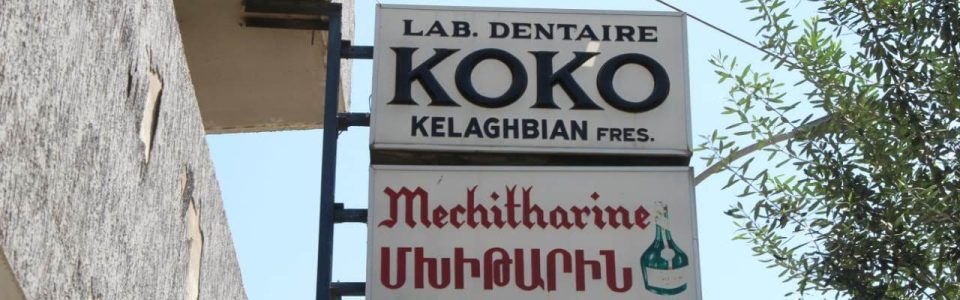 LAB. DENTAIRE
KOKO
KELAGHBIAN FRES.
Mechitharine
ՄԽԻԹԱՐԻՆ